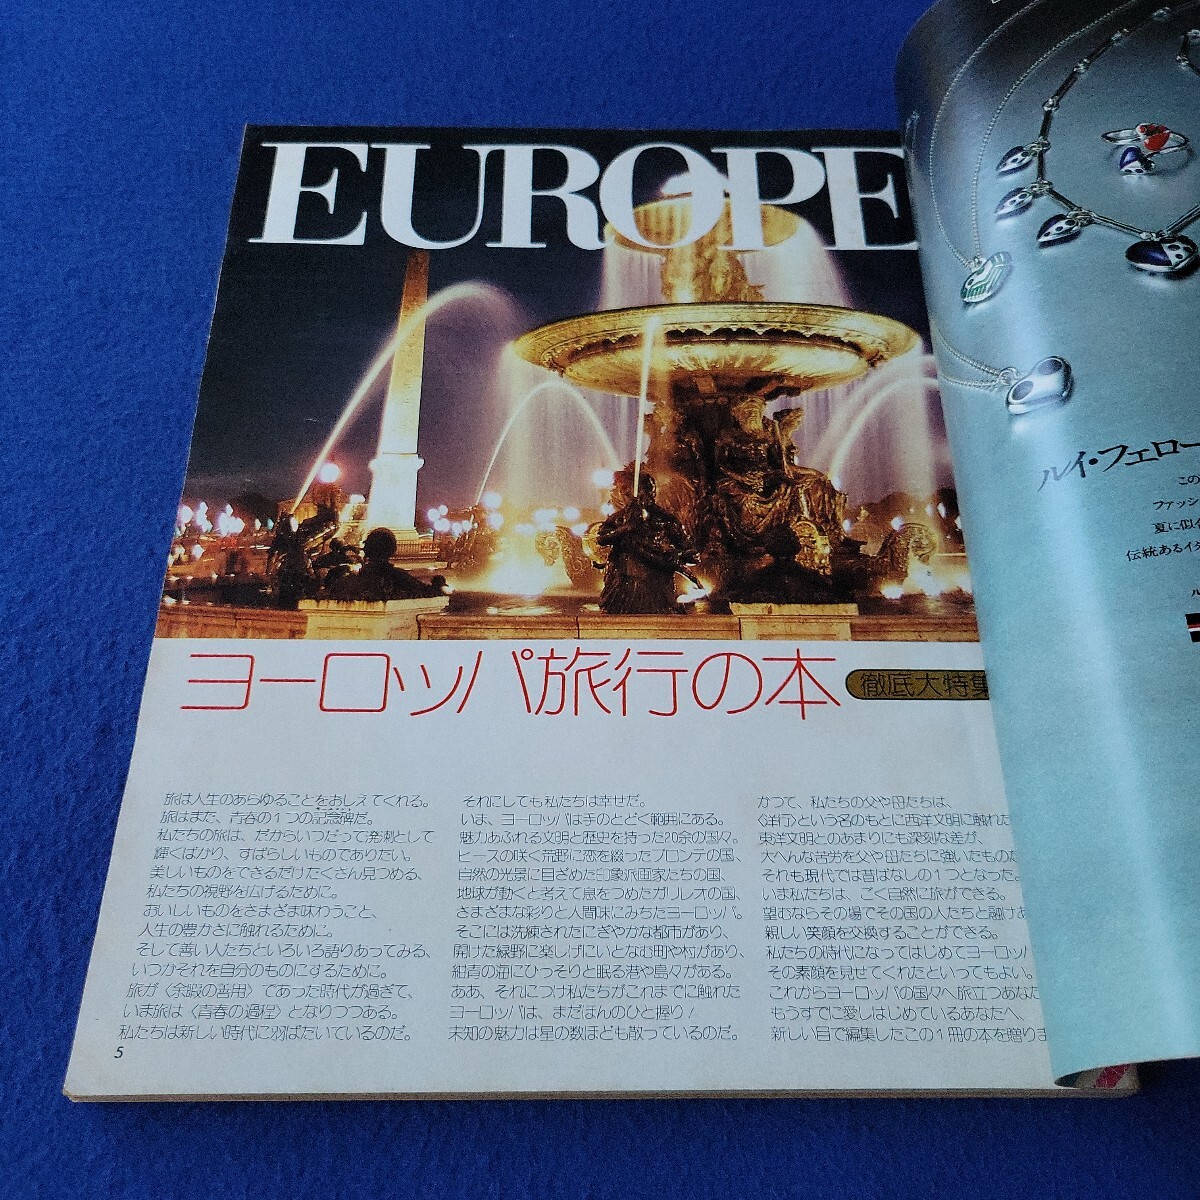 EUROPE
ヨーロッパ旅行の本
徹底大特集
旅は人生のあらゆることをおしえてくれる。
旅はまた、青春の1つの記念碑だ。
私たちの旅は、だからいつだって発潮として
輝くばかり、すばらしいものでありたい。
美しいものをできるだけたくさん見つめる、
私たちの視野を広げるために。
おいしいものをさまざま味わうこと、
人生の豊かさに触れるために。
そして善い人たちといろいろ語りあってみる、
いつかそれを自分のものにするために。
旅が〈余暇の善用〉であった時代が過ぎて、
いま旅は〈青春の過程〉となりつつある。
私たちは新しい時代に羽ばたいているのだ。
それにしても私たちは幸せだ。
いま、ヨーロッパは手のとどく範囲にある。
魅力あふれる文明と歴史を持った20余の国々。
ヒースの咲く荒野に恋を綴ったブロンテの国、
自然の光景に目ざめた印象派画家たちの国、
地球が動くと考えて息をつめたガリレオの国、
さまざまな彩りと人間味にみちたヨーロッパ。
そこには洗練されたにぎやかな都市があり、
開けた緑野に楽しげにいとなむ町や村があり、
紺青の海にひっそりと眠る港や島々がある。
ああ、それにつけ私たちがこれまでに触れた
ヨーロッパは、まだほんのひと握り!
未知の魅力は星の数ほども散っているのだ。
かつて、私たちの父や母たちは、
〈洋行〉という名のもとに西洋文明に触れた
東洋文明とのあまりにも深刻な差が、
大へんな苦労を父や母たちに強いたものだ
それも現代では昔ばなしの1つとなった。
いま私たちは、ごく自然に旅ができる。
望むならその場でその国の人たちと融けあ
親しい笑顔を交換することができる。
私たちの時代になってはじめてヨーロッパ
その素顔を見せてくれたといってもよい。
これからヨーロッパの国々へ旅立つあなた
もうすでに愛しはじめているあなたへ、
新しい目で編集したこの1冊の本を贈りま
5
ルイ・フェロー
この
ファッシ
夏に似
伝統あるイタ
ル